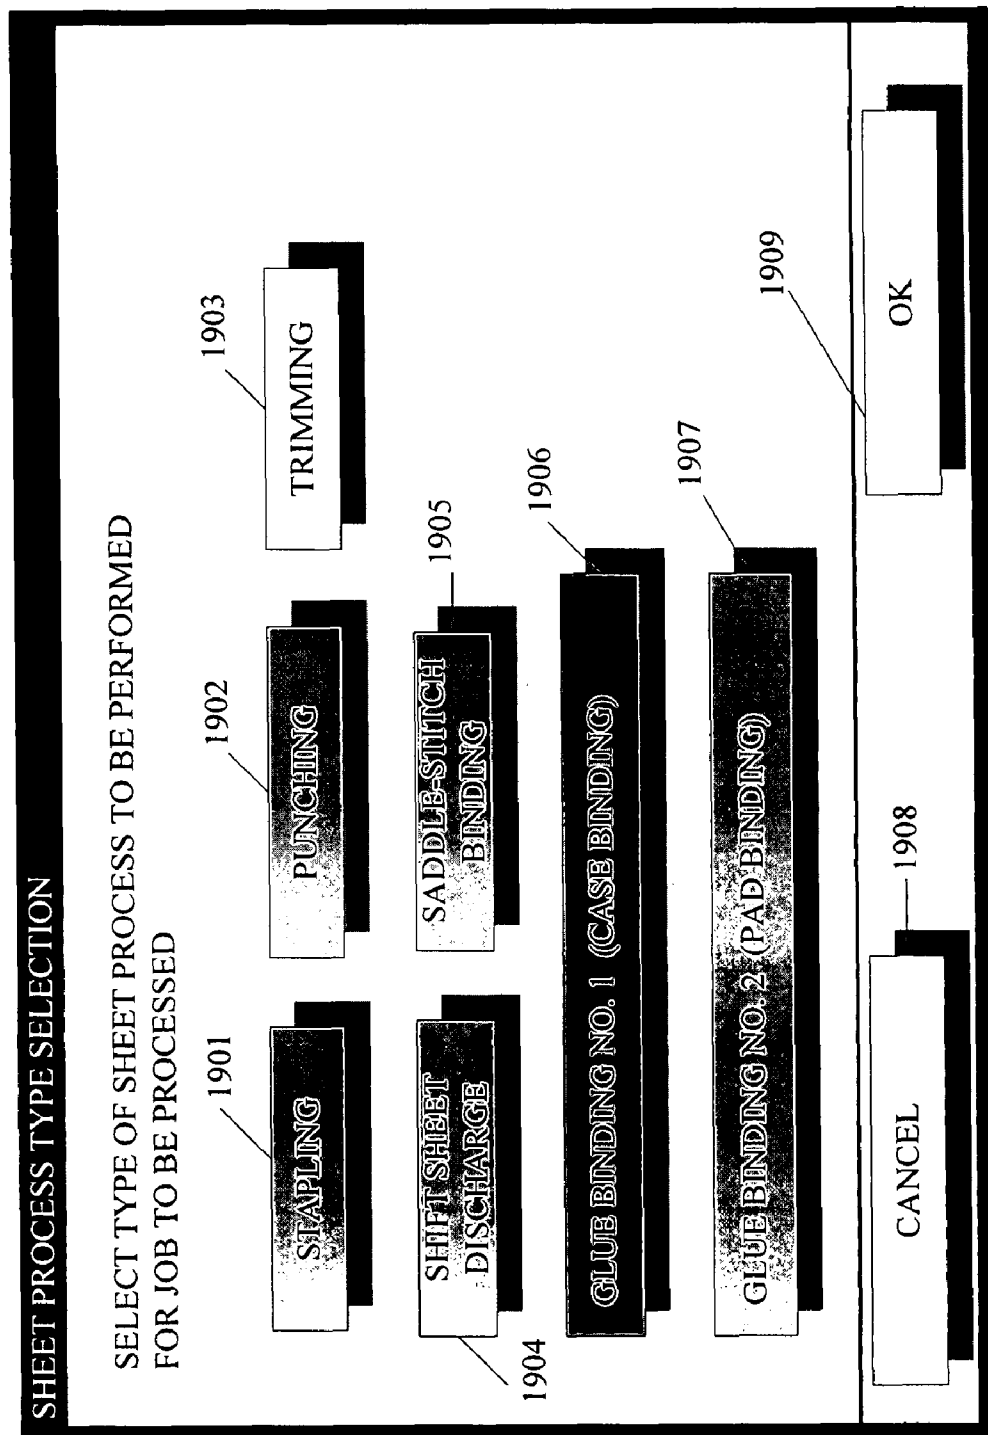 SHEET PROCESS TYPE SELECTION
SELECT TYPE OF SHEET PROCESS TO BE PERFORMED
FOR JOB TO BE PROCESSED
1901
1902
1903
STAPLING
PUNCHING
TRIMMING
1904
1905
SHIFT SHEET
DISCHARGE
SADDLE-STITCH
BINDING
1906
GLUE BINDING NO. 1 (CASE BINDING)
1907
GLUE BINDING NO. 2 (PAD BINDING)
1908
1909
CANCEL
OK